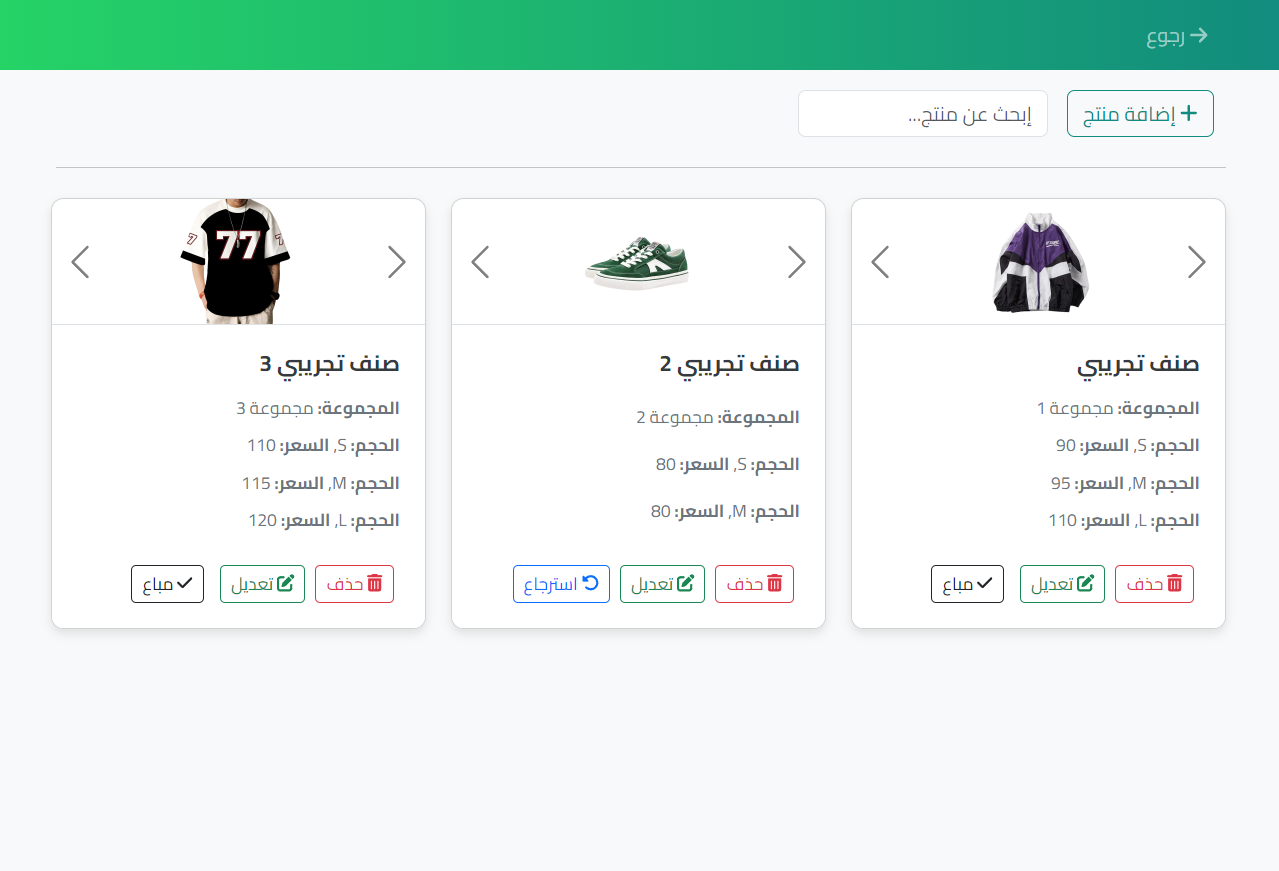 رجوع
إضافة منتج
إبحث عن منتج...
صنف تجريبي
المجموعة: مجموعة 1
الحجم: S, السعر: 90
الحجم: M, السعر: 95
الحجم: L, السعر: 110
حذف
تعديل
مباع
صنف تجريبي 2
المجموعة: مجموعة 2
الحجم: S, السعر: 80
الحجم: M, السعر: 80
حذف
تعديل
استرجاع
77
7
7
صنف تجريبي 3
المجموعة: مجموعة 3
الحجم: S, السعر: 110
الحجم: M, السعر: 115
الحجم: L, السعر: 120
حذف
تعديل
مباع